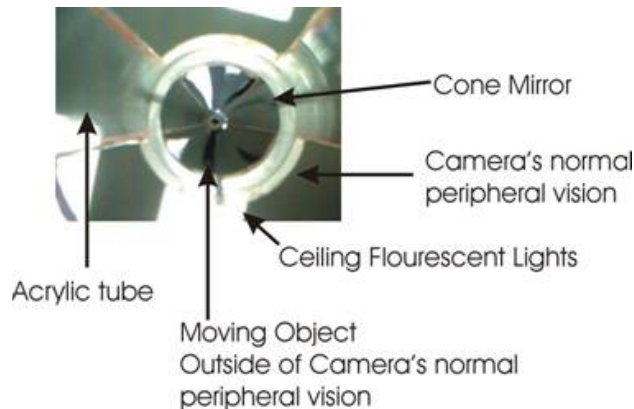 Cone Mirror
Camera's normal
peripheral vision
Ceiling Flourescent Lights
Acrylic tube
Moving Object
Outside of Camera's normal
peripheral vision